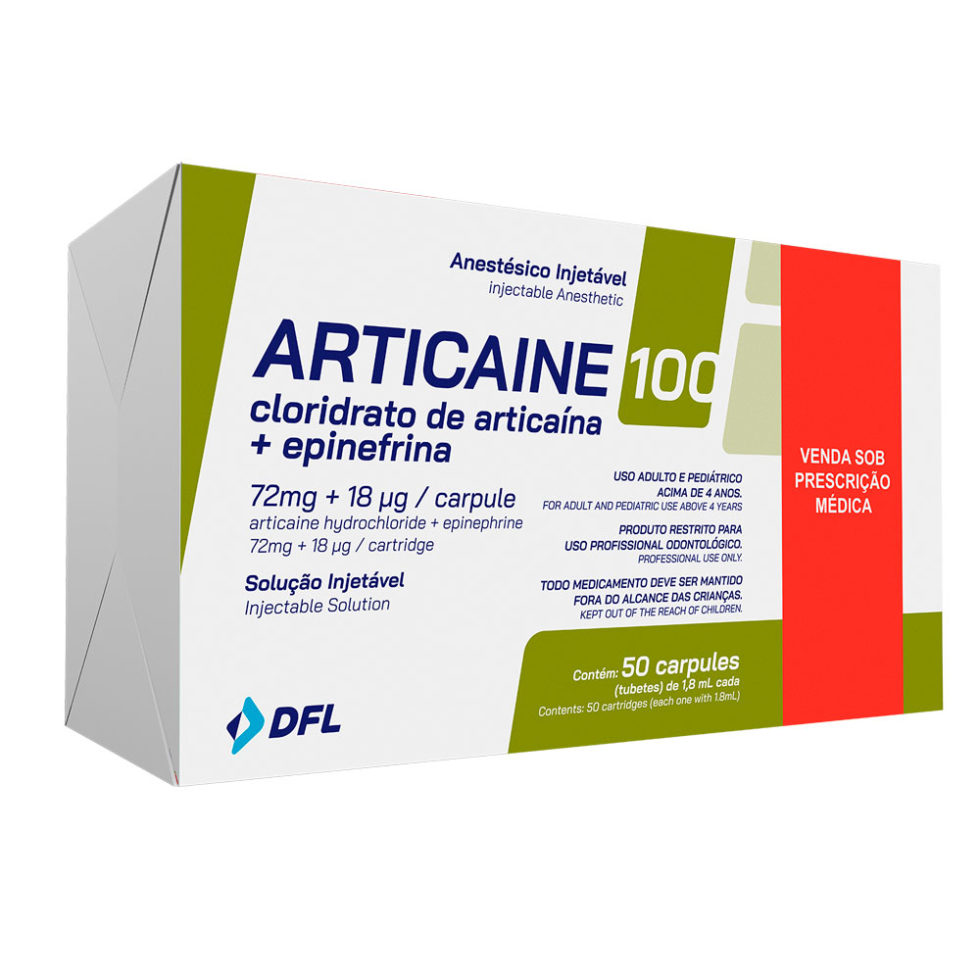 Anestésico Injetável
injectable Anesthetic
ARTICAINE 100
cloridrato de articaína
+ epinefrina
72mg + 18 µg / carpule
articaine hydrochloride + epinephrine
72mg + 18 µg / cartridge
Solução Injetável
Injectable Solution
USO ADULTO E PEDIÁTRICO
ACIMA DE 4 ANOS.
FOR ADULT AND PEDIATRIC USE ABOVE 4 YEARS
PRODUTO RESTRITO PARA
USO PROFISSIONAL ODONTOLÓGICO.
PROFESSIONAL USE ONLY.
TODO MEDICAMENTO DEVE SER MANTIDO
FORA DO ALCANCE DAS CRIANÇAS.
KEPT OUT OF THE REACH OF CHILDREN.
VENDA SOB
PRESCRIÇÃO
MÉDICA
Contém: 50 carpules
(tubetes) de 1,8 mL cada
Contents: 50 cartridges (each one with 1.8mL)
DFL